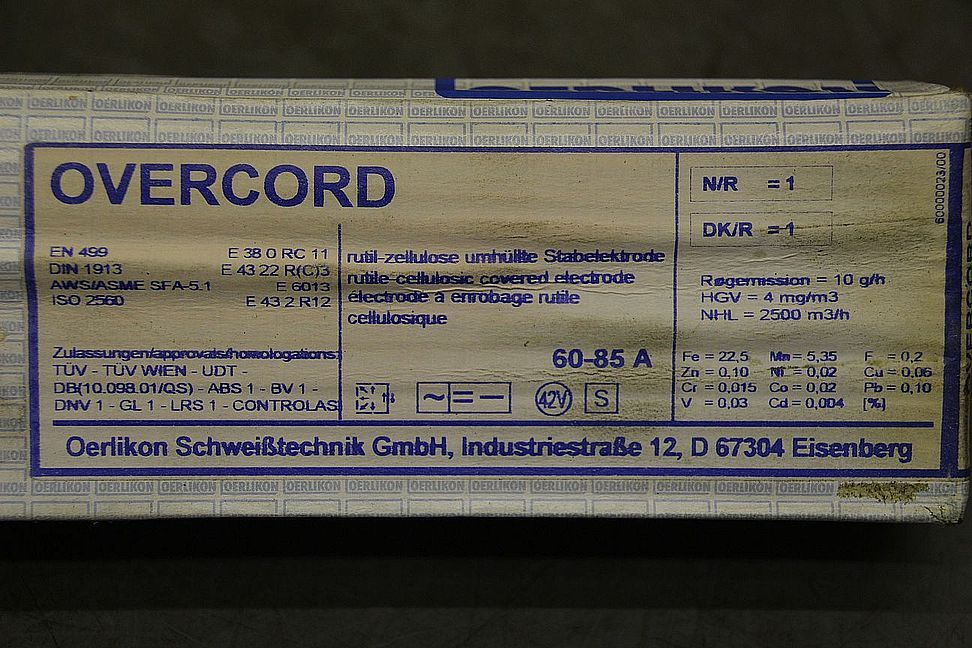 OERLIKON
OVERCORD
EN 499 E 38 0 RC 11
DIN 1913 E 43 22 R(C)3
AWS/ASME SFA-5.1 E 6013
ISO 2560 E 43 2 R12
Zulassungen/approvals/homologations:
TÜV - TÜV WIEN - UDT -
DB(10.098.01/QS) - ABS 1 - BV 1 -
DNV 1 - GL 1 - LRS 1 - CONTROLAS
rutil-zellulose umhüllte Stabelektrode
rutile-cellulosic covered electrode
électrode à enrobage rutile
cellulosique
60-85 A
~ = −
42V S
N/R = 1
DK/R = 1
Røgemission = 10 g/h
HGV = 4 mg/m3
NHL = 2500 m3/h
Fe = 22,5 Mn = 5,35 F = 0,2
Zn = 0,10 Ni = 0,02 Cu = 0,06
Cr = 0,015 Co = 0,02 Pb = 0,10
V = 0,03 Cd = 0,004 [%]
60000023/00
Oerlikon Schweißtechnik GmbH, Industriestraße 12, D 67304 Eisenberg